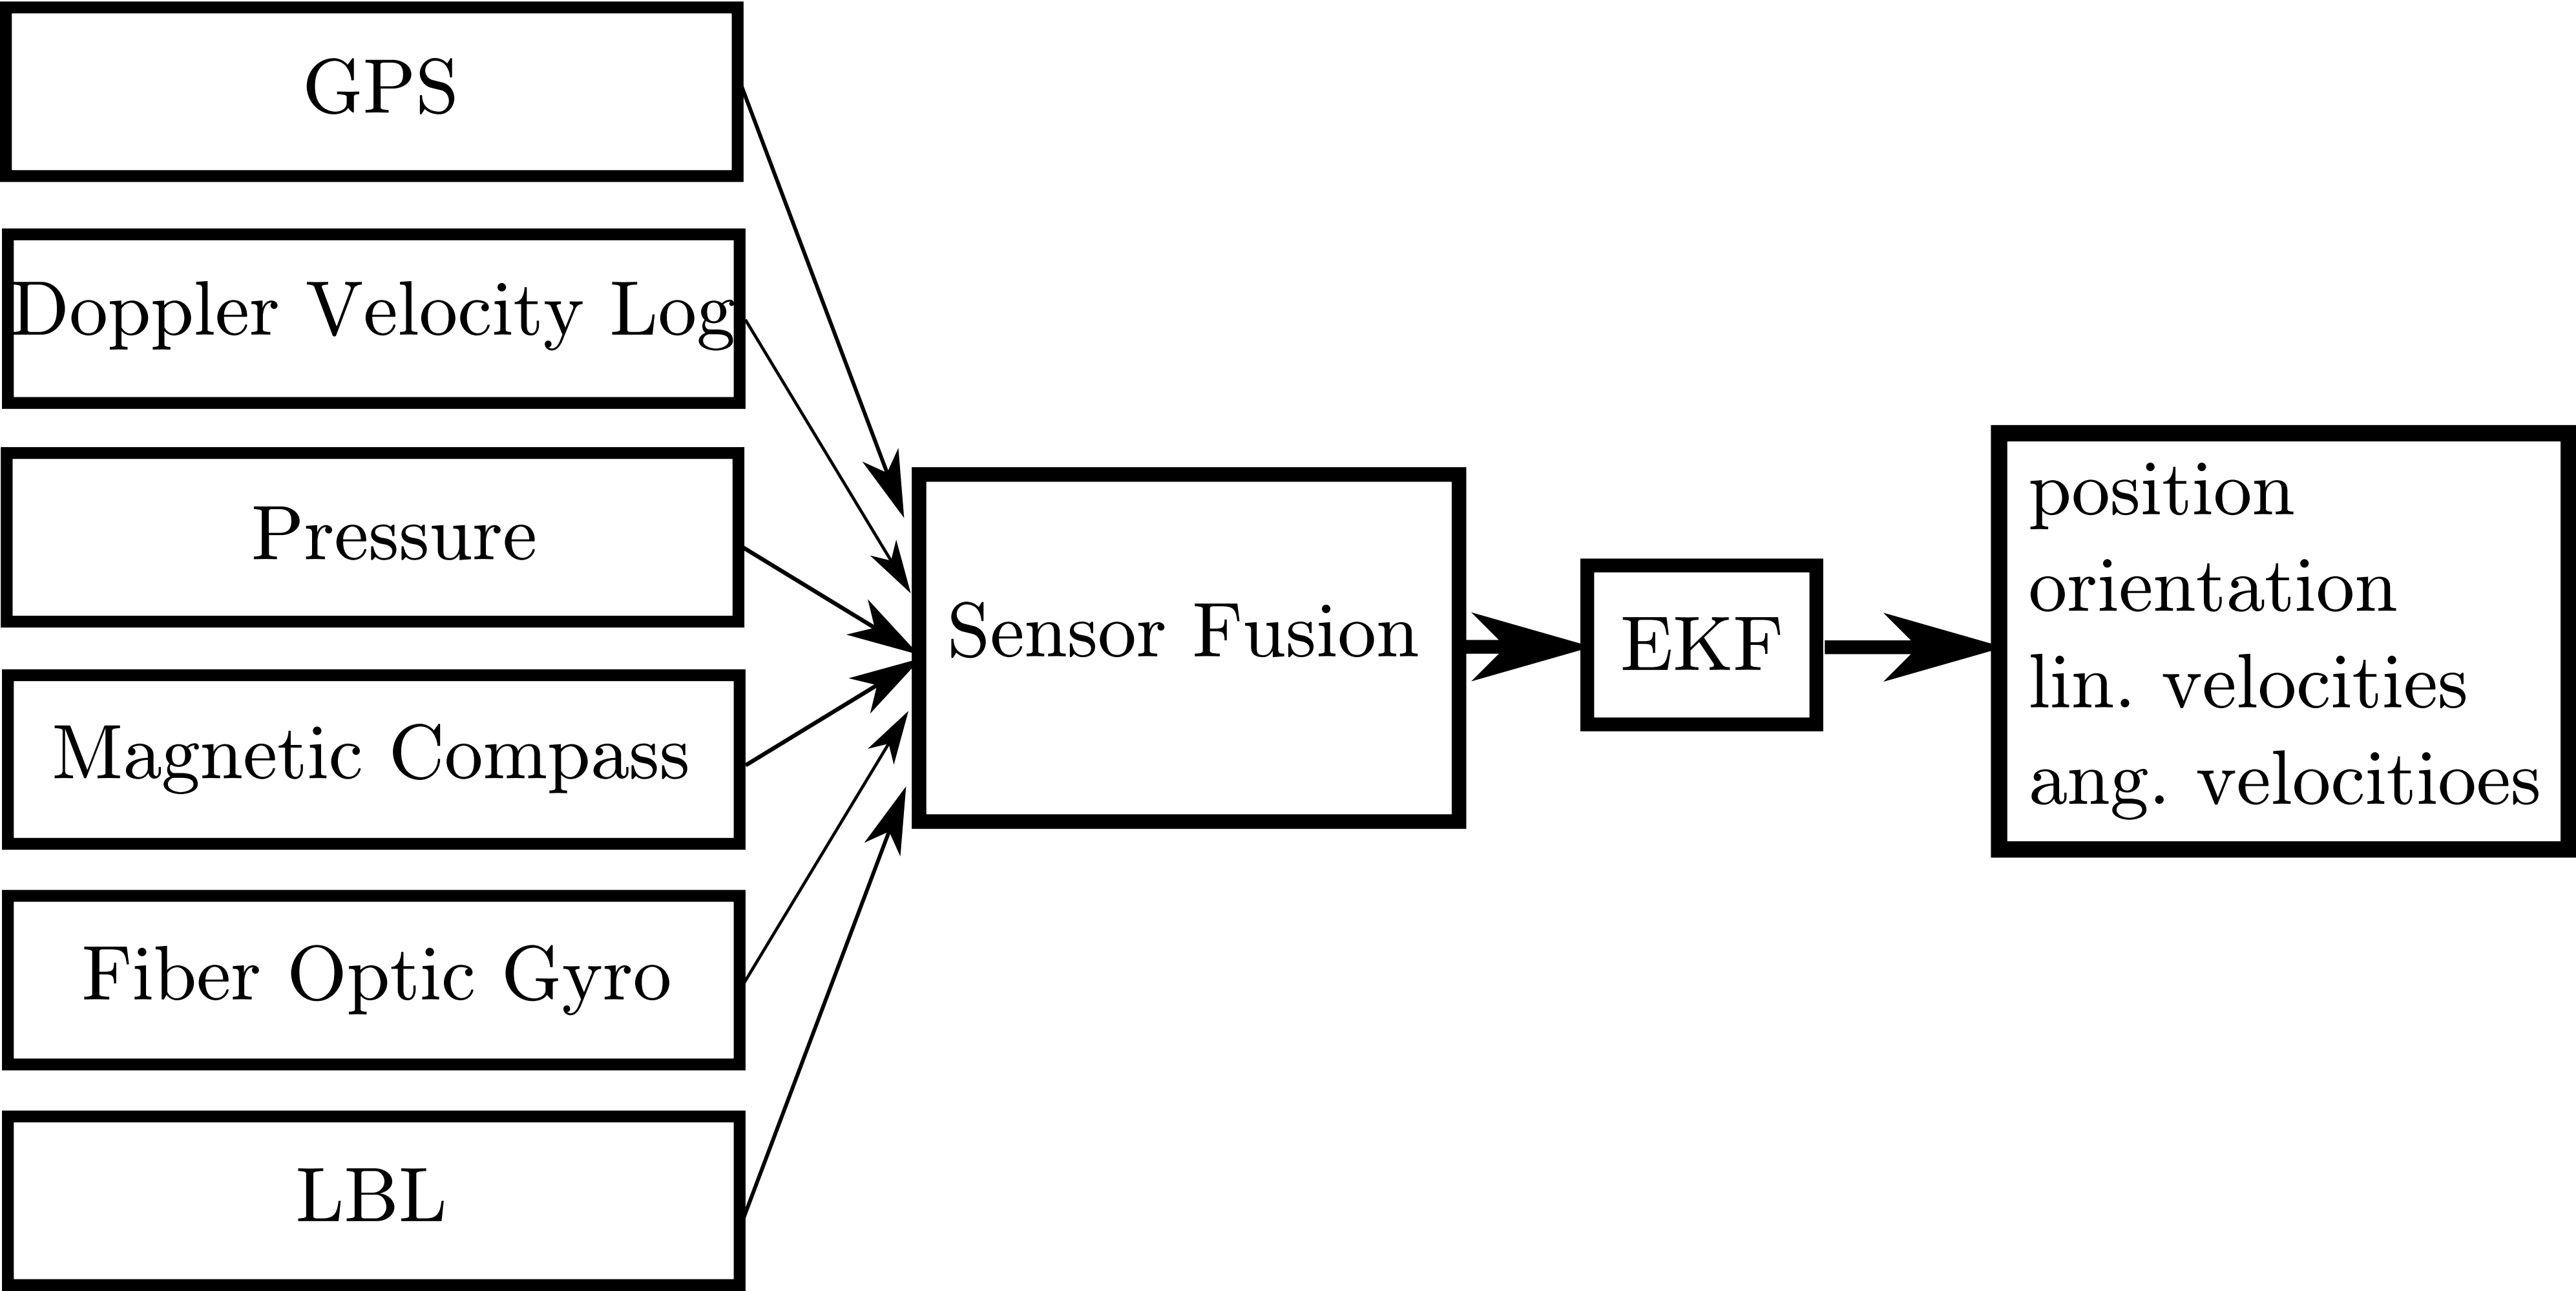 GPS
Doppler Velocity Log
Pressure
Magnetic Compass
Fiber Optic Gyro
LBL
Sensor Fusion
EKF
position
orientation
lin. velocities
ang. velocitioes